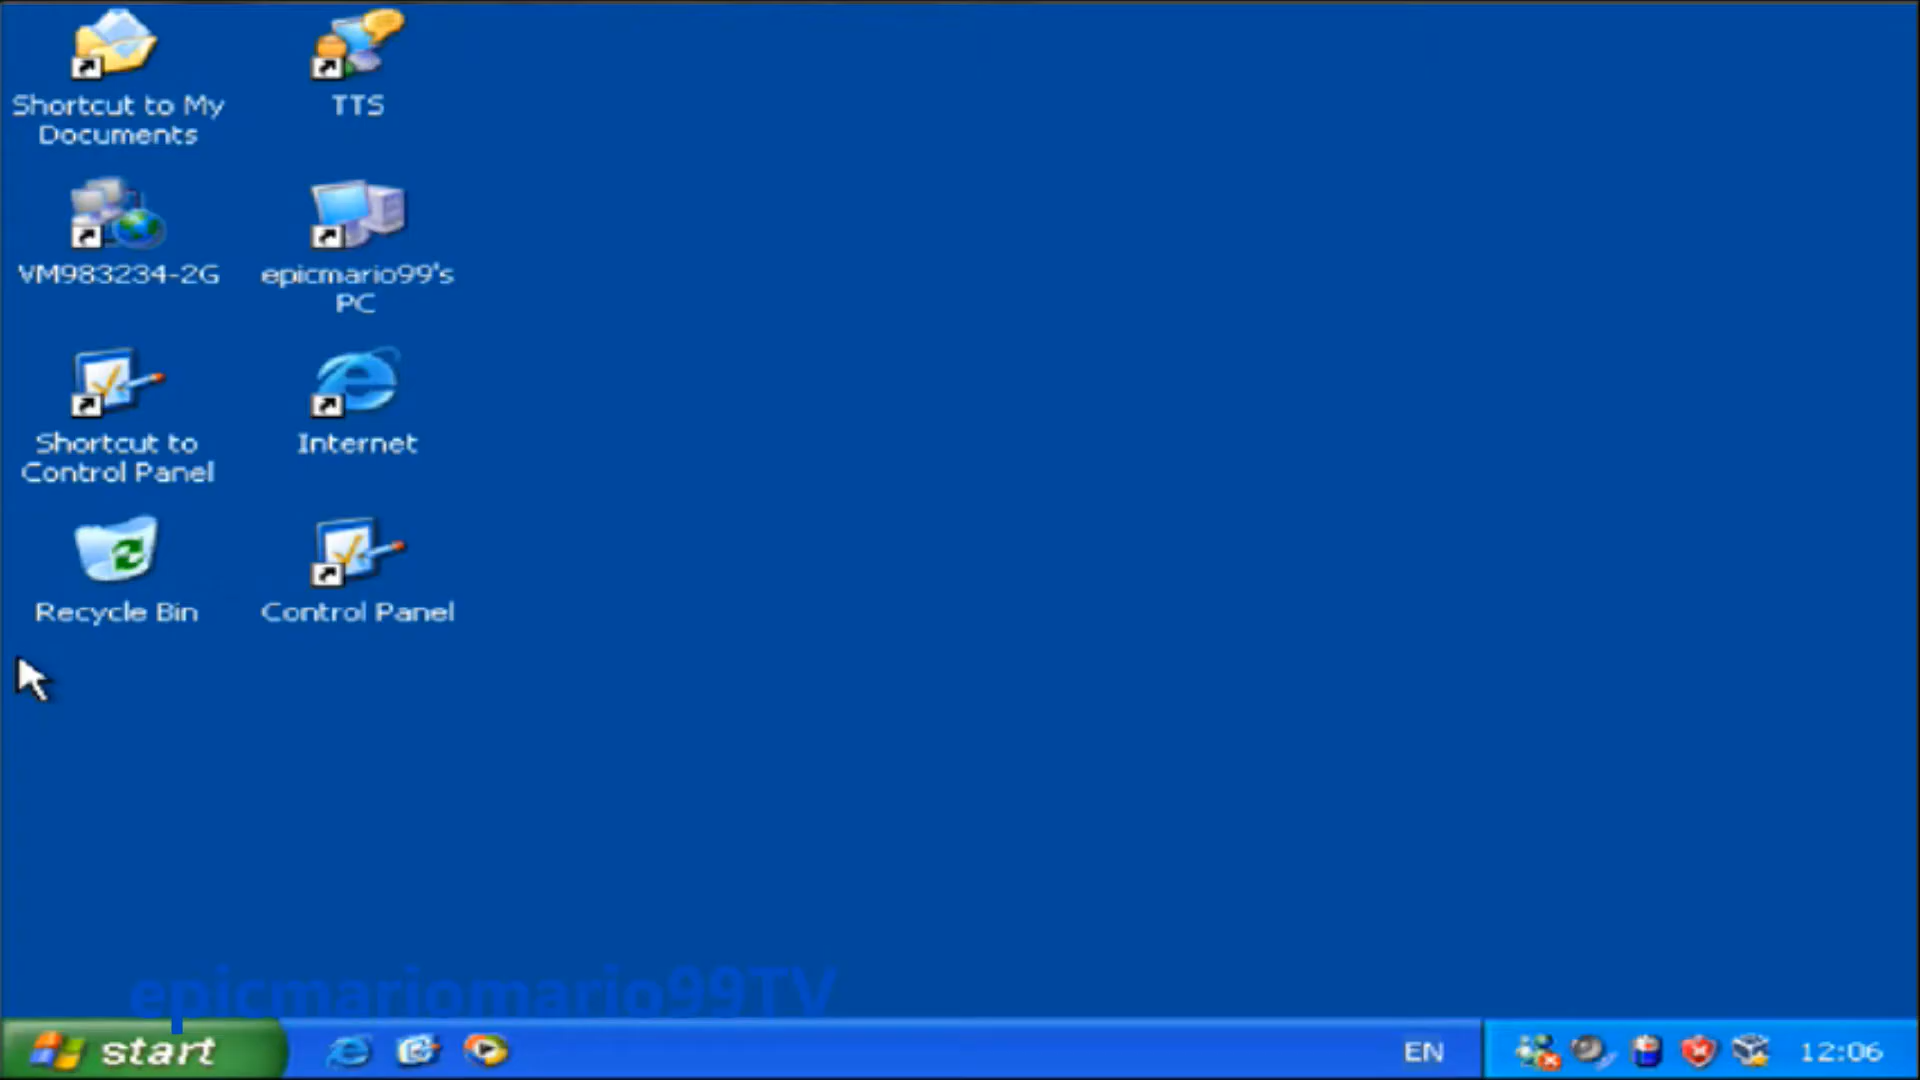 Shortcut to My
Documents
TTS
VM983234-2G
epicmario99's
PC
Shortcut to
Control Panel
Internet
Recycle Bin
Control Panel
epicmariomario99TV
start
EN
12:06